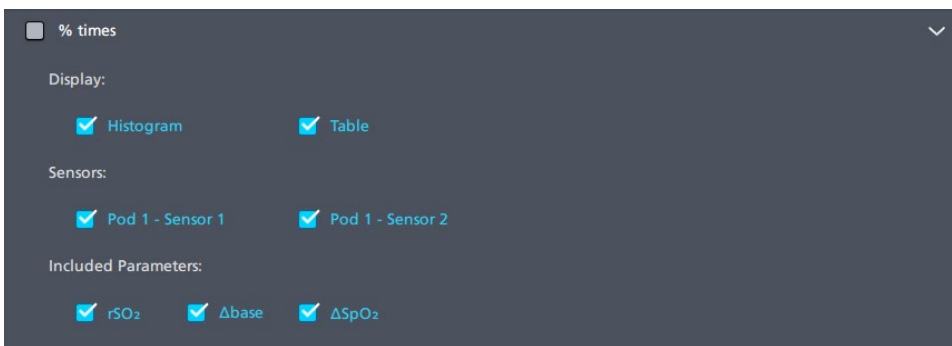 % times
Display:
Histogram Table
Sensors:
Pod 1 - Sensor 1 Pod 1 - Sensor 2
Included Parameters:
rSO₂ Δbase ΔSpO₂